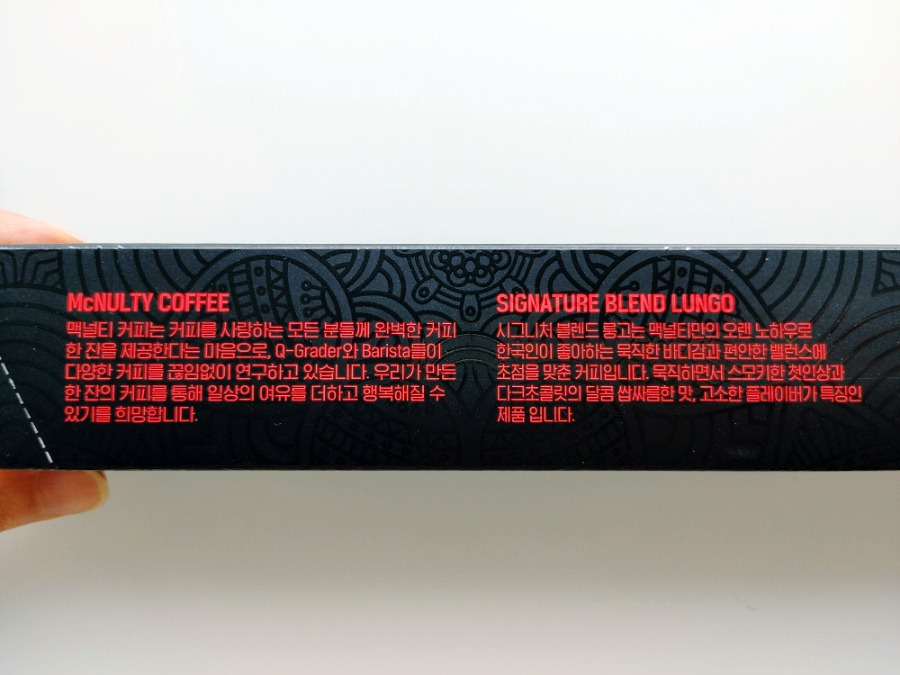 McNULTY COFFEE
맥널티 커피는 커피를 사랑하는 모든 분들께 완벽한 커피
한 잔을 제공한다는 마음으로, Q-Grader와 Barista들이
다양한 커피를 끊임없이 연구하고 있습니다. 우리가 만든
한 잔의 커피를 통해 일상의 여유를 더하고 행복해질 수
있기를 희망합니다.
SIGNATURE BLEND LUNGO
시그니처 블렌드 룽고는 맥널티만의 오랜 노하우로
한국인이 좋아하는 묵직한 바디감과 편안한 밸런스에
초점을 맞춘 커피입니다. 묵직하면서 스모키한 첫인상과
다크초콜릿의 달콤 쌉싸름한 맛, 고소한 플레이버가 특징인
제품 입니다.